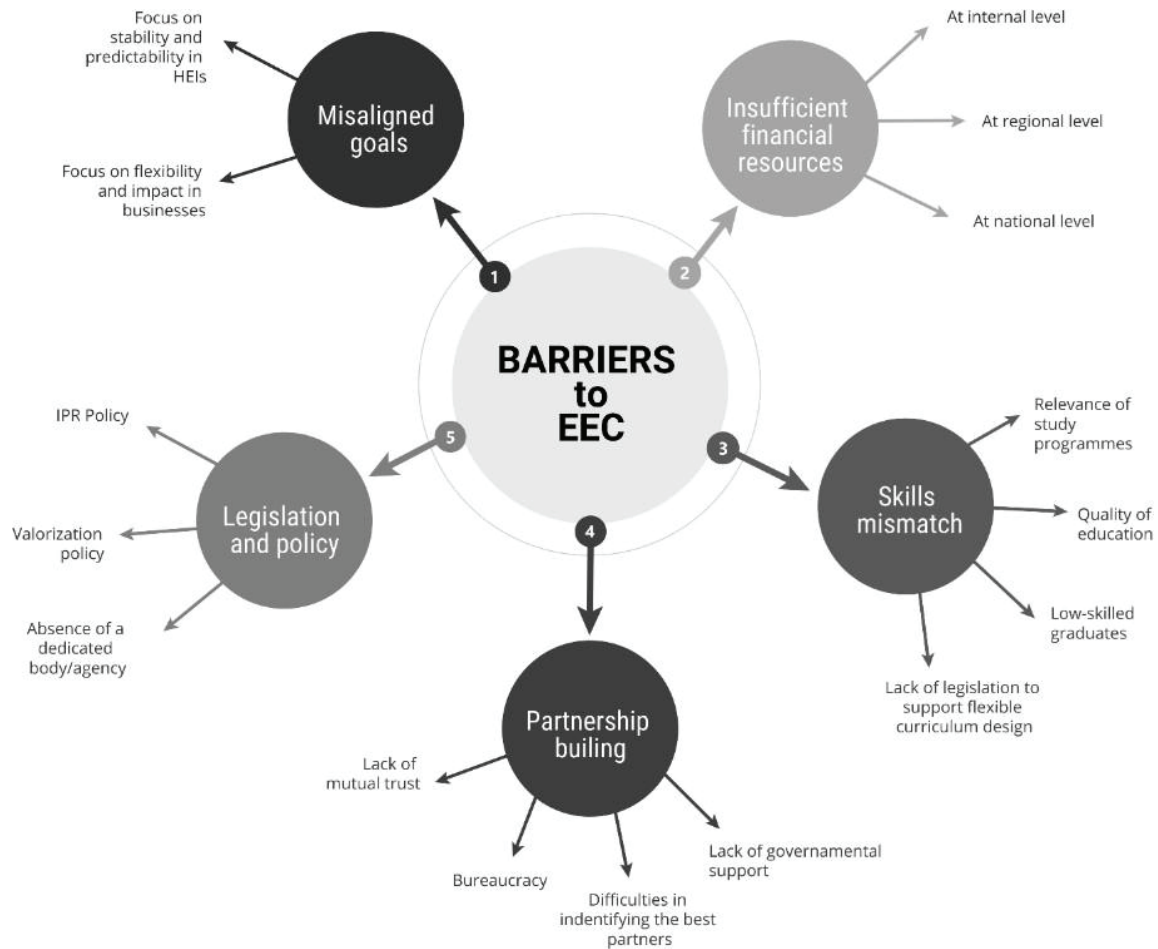 BARRIERS
to
EEC
1
Misaligned
goals
Focus on
stability and
predictability in
HEIs
Focus on flexibility
and impact in
businesses
2
Insufficient
financial
resources
At internal level
At regional level
At national level
3
Skills
mismatch
Relevance of
study
programmes
Quality of
education
Low-skilled
graduates
Lack of legislation to
support flexible
curriculum design
4
Partnership
builing
Lack of
mutual trust
Bureaucracy
Difficulties in
indentifying the best
partners
Lack of governamental
support
5
Legislation
and policy
IPR Policy
Valorization
policy
Absence of a
dedicated
body/agency